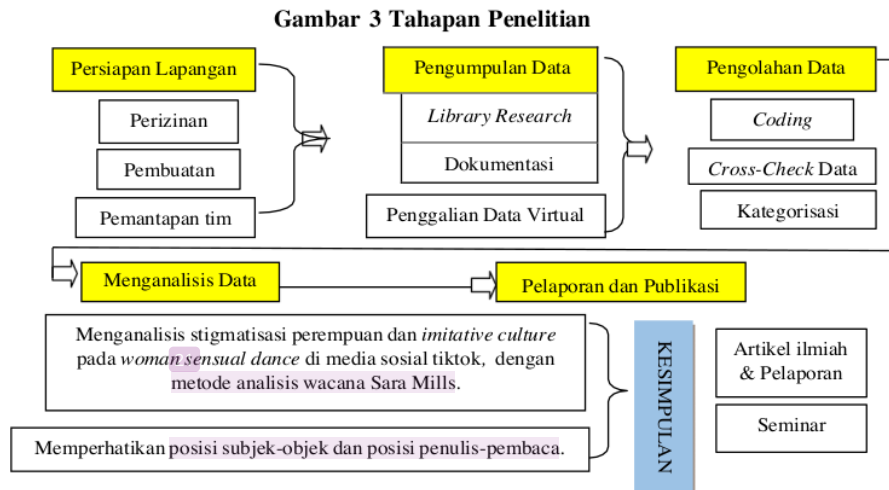 Gambar 3 Tahapan Penelitian
Persiapan Lapangan
Perizinan
Pembuatan
Pemantapan tim
Pengumpulan Data
Library Research
Dokumentasi
Penggalian Data Virtual
Pengolahan Data
Coding
Cross-Check Data
Kategorisasi
Menganalisis Data
Pelaporan dan Publikasi
Menganalisis stigmatisasi perempuan dan imitative culture
pada woman sensual dance di media sosial tiktok, dengan
metode analisis wacana Sara Mills.
Memperhatikan posisi subjek-objek dan posisi penulis-pembaca.
KESIMPULAN
Artikel ilmiah
& Pelaporan
Seminar